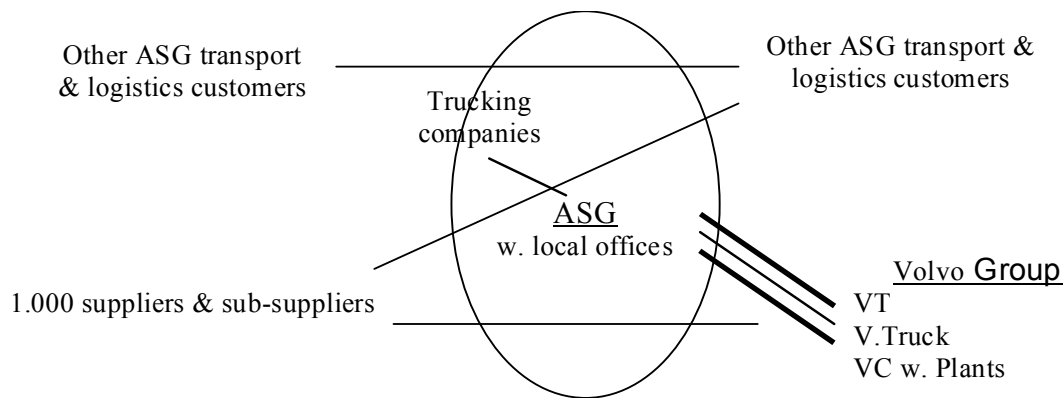 Other ASG transport
& logistics customers
Other ASG transport &
logistics customers
Trucking
companies
ASG
w. local offices
1.000 suppliers & sub-suppliers
Volvo Group
VT
V.Truck
VC w. Plants